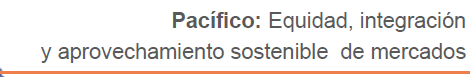 Pacífico: Equidad, integración
y aprovechamiento sostenible de mercados